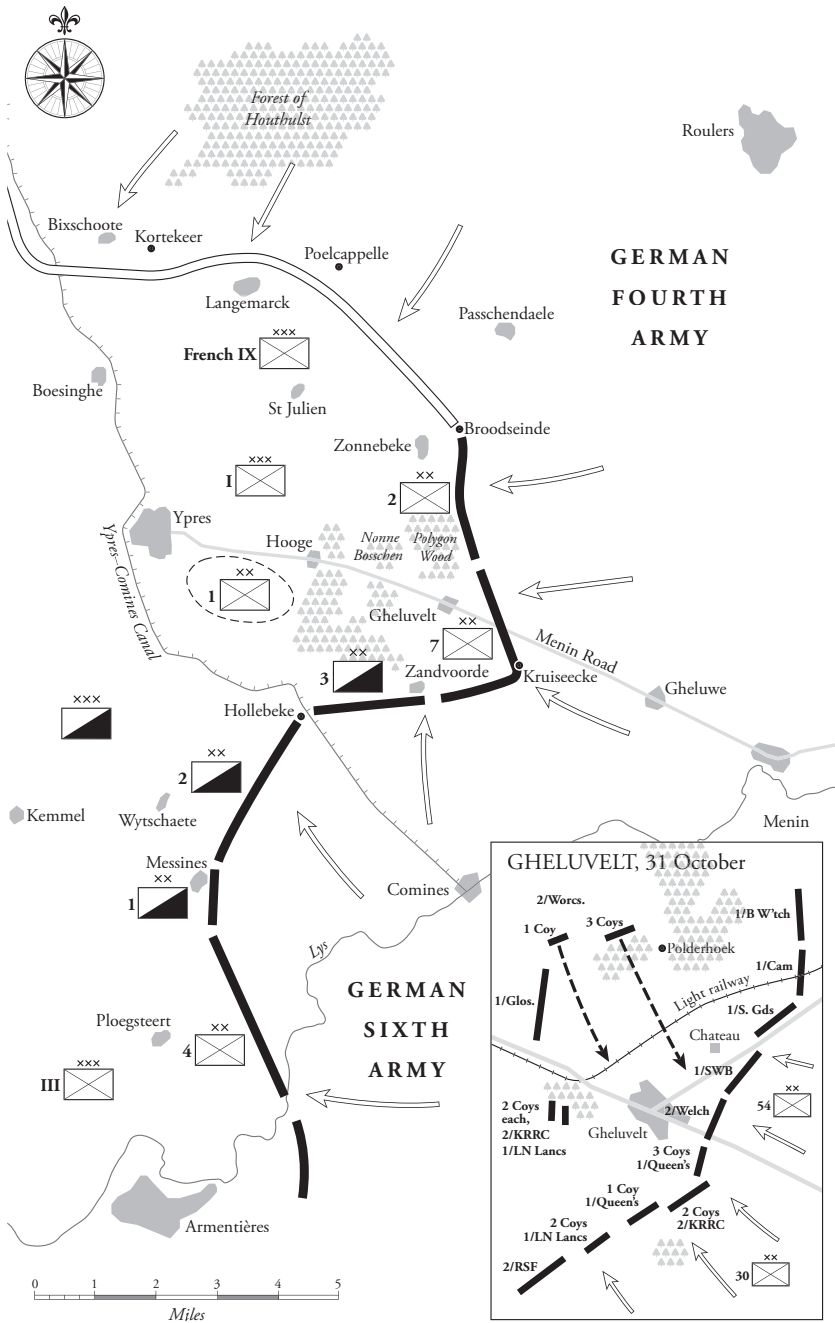 Forest of
Houthulst
Roulers
Bixschoote
Kortekeer
Poelcappelle
GERMAN
FOURTH
ARMY
Langemarck
Passchendaele
×××
French IX
Boesinghe
St Julien
Broodseinde
Zonnebeke
×××
I
××
2
Ypres
Hooge
Nonne
Bosschen
Polygon
Wood
Ypres–Comines Canal
××
1
Gheluvelt
××
7
Menin Road
××
3
Zandvoorde
Kruiseecke
Gheluwe
×××
Hollebeke
××
2
Kemmel
Wytschaete
Menin
Messines
××
1
Comines
Lys
GERMAN
SIXTH
ARMY
Ploegsteert
××
4
×××
III
Armentières
0 1 2 3 4 5
Miles
GHELUVELT, 31 October
2/Worcs.
1 Coy
3 Coys
1/B W'tch
Polderhoek
1/Cam
1/Glos.
Light railway
1/S. Gds
Chateau
1/SWB
2 Coys
each,
2/KRRC
1/LN Lancs
Gheluvelt
2/Welch
××
54
3 Coys
1/Queen's
1 Coy
1/Queen's
2 Coys
2/KRRC
2 Coys
1/LN Lancs
2/RSF
××
30